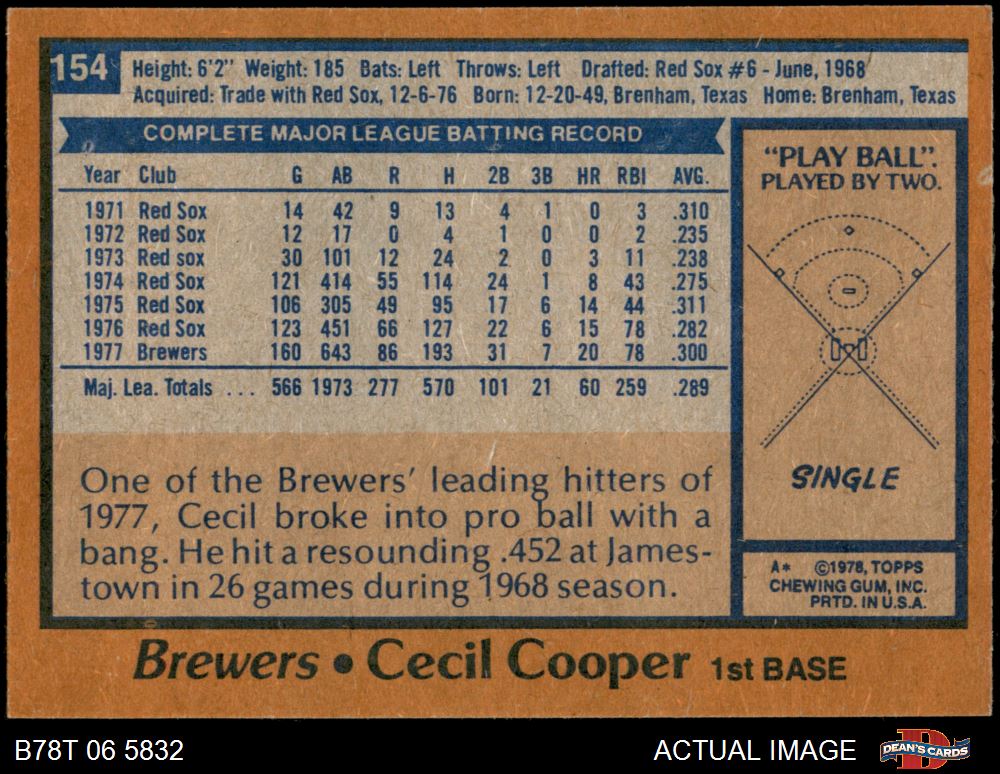 154
Height: 6'2" Weight: 185 Bats: Left Throws: Left Drafted: Red Sox #6 - June, 1968
Acquired: Trade with Red Sox, 12-6-76 Born: 12-20-49, Brenham, Texas Home: Brenham, Texas
COMPLETE MAJOR LEAGUE BATTING RECORD
Year Club G AB R H 2B 3B HR RBI AVG.
1971 Red Sox 14 42 9 13 4 1 0 3 .310
1972 Red Sox 12 17 0 4 1 0 0 2 .235
1973 Red sox 30 101 12 24 2 0 3 11 .238
1974 Red Sox 121 414 55 114 24 1 8 43 .275
1975 Red Sox 106 305 49 95 17 6 14 44 .311
1976 Red Sox 123 451 66 127 22 6 15 78 .282
1977 Brewers 160 643 86 193 31 7 20 78 .300
Maj. Lea. Totals ... 566 1973 277 570 101 21 60 259 .289
One of the Brewers' leading hitters of
1977, Cecil broke into pro ball with a
bang. He hit a resounding .452 at James-
town in 26 games during 1968 season.
"PLAY BALL".
PLAYED BY TWO.
SINGLE
A* ©1978, TOPPS
CHEWING GUM, INC.
PRTD. IN U.S.A.
Brewers • Cecil Cooper 1st BASE
B78T 06 5832 ACTUAL IMAGE
DEAN'S CARDS